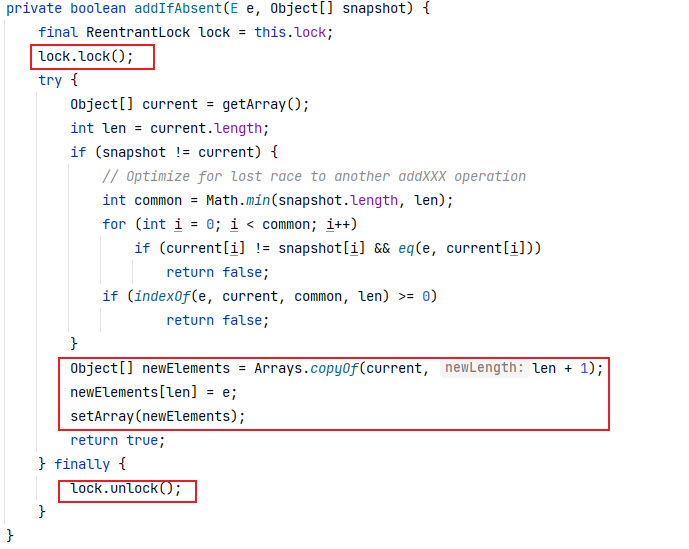 private boolean addIfAbsent(E e, Object[] snapshot) {
    final ReentrantLock lock = this.lock;
    lock.lock();
    try {
        Object[] current = getArray();
        int len = current.length;
        if (snapshot != current) {
            // Optimize for lost race to another addXXX operation
            int common = Math.min(snapshot.length, len);
            for (int i = 0; i < common; i++)
                if (current[i] != snapshot[i] && eq(e, current[i]))
                    return false;
            if (indexOf(e, current, common, len) >= 0)
                    return false;
        }
        Object[] newElements = Arrays.copyOf(current, newLength: len + 1);
        newElements[len] = e;
        setArray(newElements);
        return true;
    } finally {
        lock.unlock();
    }
}